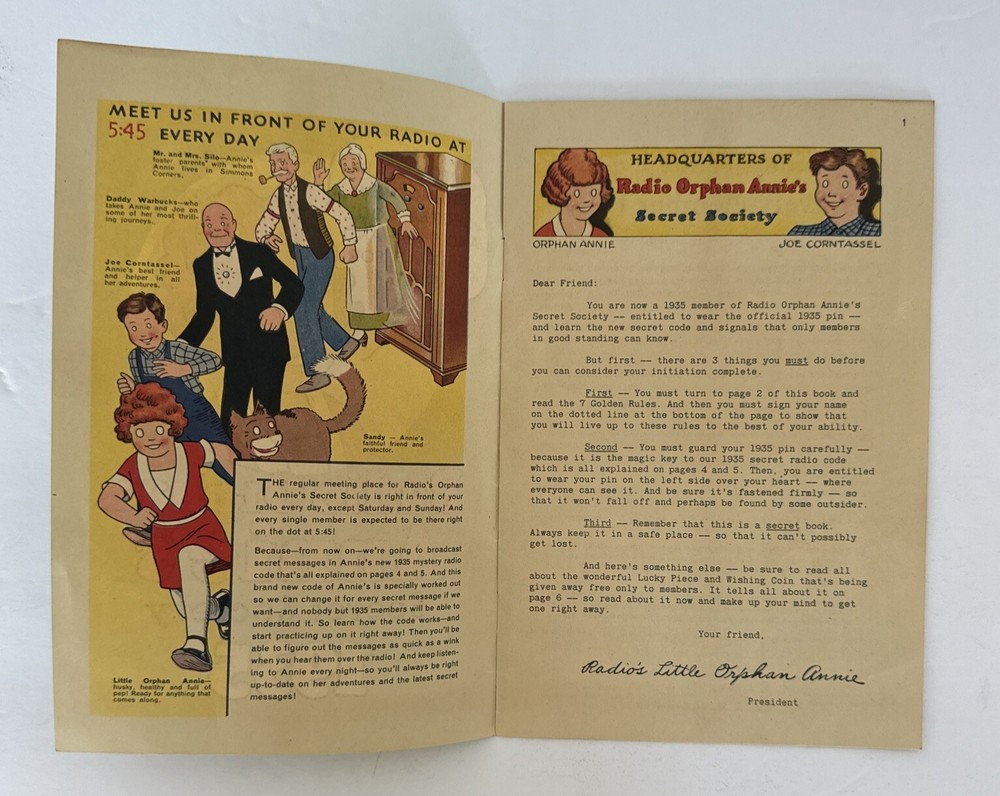 MEET US IN FRONT OF YOUR RADIO AT
5:45 EVERY DAY
Mr. and Mrs. Silo—Annie's
foster parents with whom
Annie lives in Simmons
Corners.
Daddy Warbucks—who
takes Annie and Joe on
some of her most thrill-
ing journeys.
Joe Corntassel—
Annie's best friend
and helper in all
her adventures.
Sandy — Annie's
faithful friend and
protector.
THE regular meeting place for Radio's Orphan
Annie's Secret Society is right in front of your
radio every day, except Saturday and Sunday! And
every single member is expected to be there right
on the dot at 5:45!
Because—from now on—we're going to broadcast
secret messages in Annie's new 1935 mystery radio
code that's all explained on pages 4 and 5. And this
brand new code of Annie's is specially worked out
so we can change it for every secret message if we
want—and nobody but 1935 members will be able to
understand it. So learn how the code works—and
start practicing up on it right away! Then you'll be
able to figure out the messages as quick as a wink
when you hear them over the radio! And keep listen-
ing to Annie every night—so you'll always be right
up-to-date on her adventures and the latest secret
messages!
Little Orphan Annie—
husky, healthy and full of
pep! Ready for anything that
comes along.
1
HEADQUARTERS OF
Radio Orphan Annie's
Secret Society
ORPHAN ANNIE JOE CORNTASSEL
Dear Friend:
You are now a 1935 member of Radio Orphan Annie's
Secret Society — entitled to wear the official 1935 pin —
and learn the new secret code and signals that only members
in good standing can know.
But first — there are 3 things you must do before
you can consider your initiation complete.
First — You must turn to page 2 of this book and
read the 7 Golden Rules. And then you must sign your name
on the dotted line at the bottom of the page to show that
you will live up to these rules to the best of your ability.
Second — You must guard your 1935 pin carefully —
because it is the magic key to our 1935 secret radio code
which is all explained on pages 4 and 5. Then, you are entitled
to wear your pin on the left side over your heart — where
everyone can see it. And be sure it's fastened firmly — so
that it won't fall off and perhaps be found by some outsider.
Third — Remember that this is a secret book.
Always keep it in a safe place — so that it can't possibly
get lost.
And here's something else — be sure to read all
about the wonderful Lucky Piece and Wishing Coin that's being
given away free only to members. It tells all about it on
page 6 — so read about it now and make up your mind to get
one right away.
Your friend,
Radio's Little Orphan Annie
President